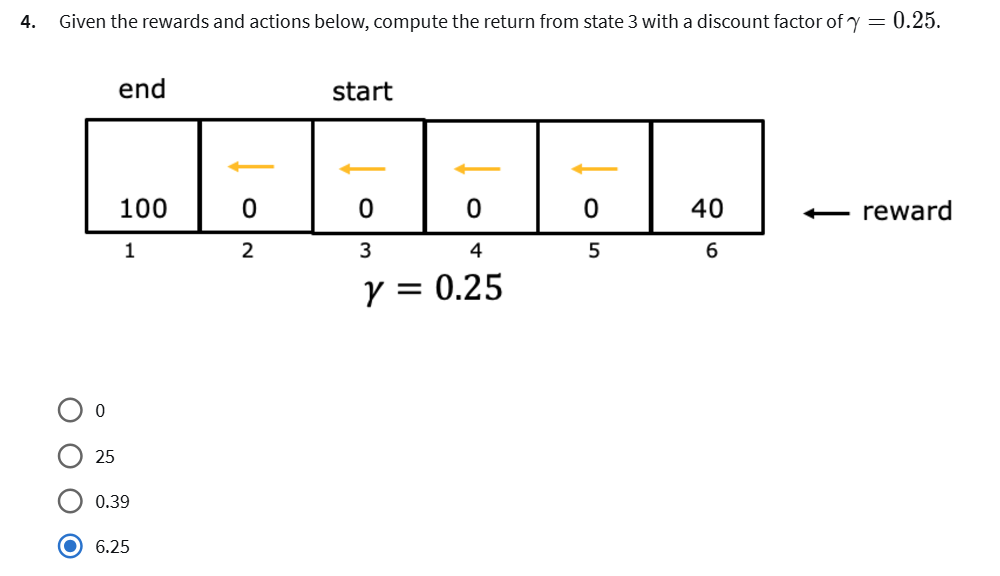 4. Given the rewards and actions below, compute the return from state 3 with a discount factor of γ = 0.25.
end start
100 0 0 0 0 40 reward
1 2 3 4 5 6
γ = 0.25
0
25
0.39
6.25